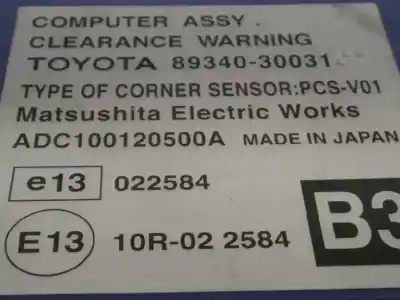 COMPUTER ASSY.
CLEARANCE WARNING
TOYOTA 89340-30031
TYPE OF CORNER SENSOR:PCS-V01
Matsushita Electric Works
ADC100120500A MADE IN JAPAN
e13 022584
E13 10R-02 2584
B3